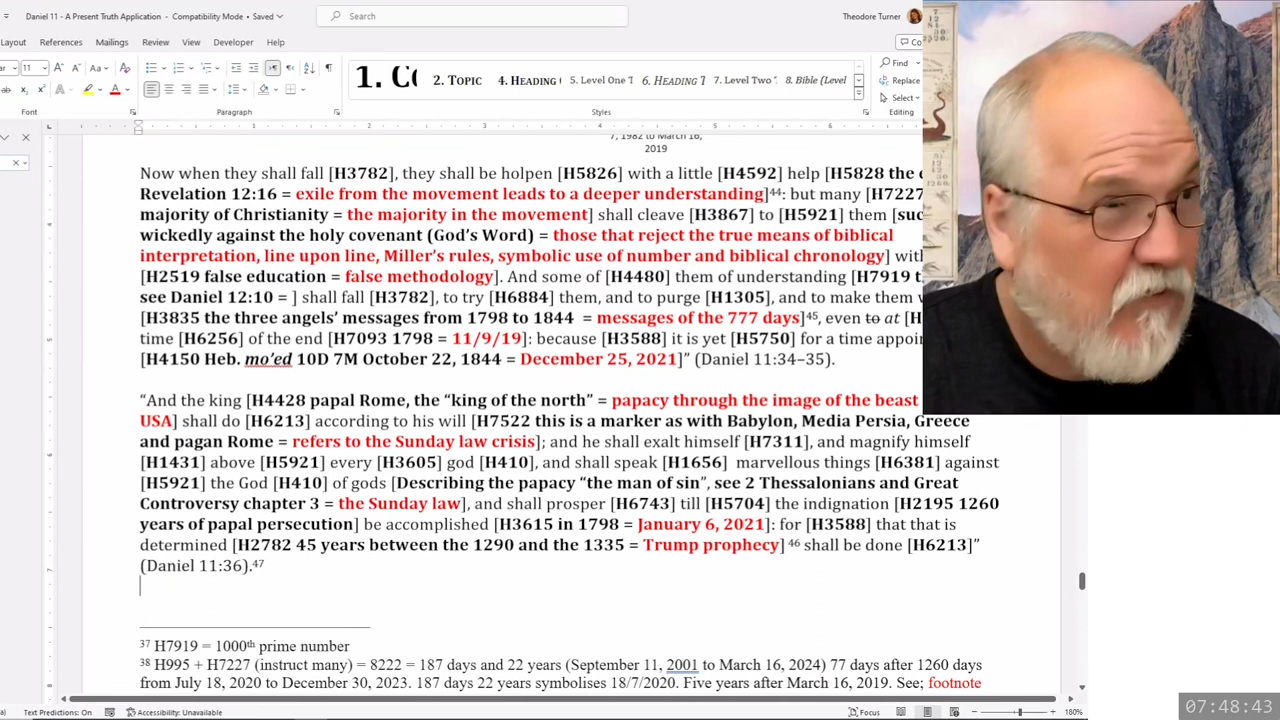 Daniel 11 - A Present Truth Application - Compatibility Mode • Saved
Search
Theodore Turner
Layout References Mailings Review View Developer Help
11
Find
Replace
Select
Font Paragraph Styles
2. Topic 4. Heading 5. Level One 6. Heading 7. Level Two 8. Bible (Level
7, 1982 to March 16,
2019
Now when they shall fall [H3782], they shall be holpen [H5826] with a little [H4592] help [H5828 the e
Revelation 12:16 = exile from the movement leads to a deeper understanding]44: but many [H7227
majority of Christianity = the majority in the movement] shall cleave [H3867] to [H5921] them [suc
wickedly against the holy covenant (God’s Word) = those that reject the true means of biblical
interpretation, line upon line, Miller’s rules, symbolic use of number and biblical chronology] with
[H2519 false education = false methodology]. And some of [H4480] them of understanding [H7919 t
see Daniel 12:10 = ] shall fall [H3782], to try [H6884] them, and to purge [H1305], and to make them w
[H3835 the three angels’ messages from 1798 to 1844 = messages of the 777 days]45, even to at [H
time [H6256] of the end [H7093 1798 = 11/9/19]: because [H3588] it is yet [H5750] for a time appoin
[H4150 Heb. mo’ed 10D 7M October 22, 1844 = December 25, 2021]” (Daniel 11:34–35).
“And the king [H4428 papal Rome, the “king of the north” = papacy through the image of the beast
USA] shall do [H6213] according to his will [H7522 this is a marker as with Babylon, Media Persia, Greece
and pagan Rome = refers to the Sunday law crisis]; and he shall exalt himself [H7311], and magnify himself
[H1431] above [H5921] every [H3605] god [H410], and shall speak [H1656] marvellous things [H6381] against
[H5921] the God [H410] of gods [Describing the papacy “the man of sin”, see 2 Thessalonians and Great
Controversy chapter 3 = the Sunday law], and shall prosper [H6743] till [H5704] the indignation [H2195 1260
years of papal persecution] be accomplished [H3615 in 1798 = January 6, 2021]: for [H3588] that that is
determined [H2782 45 years between the 1290 and the 1335 = Trump prophecy] 46 shall be done [H6213]”
(Daniel 11:36).47
37 H7919 = 1000th prime number
38 H995 + H7227 (instruct many) = 8222 = 187 days and 22 years (September 11, 2001 to March 16, 2024) 77 days after 1260 days
from July 18, 2020 to December 30, 2023. 187 days 22 years symbolises 18/7/2020. Five years after March 16, 2019. See; footnote
Text Predictions: On Accessibility: Unavailable Focus 180%
07:48:43